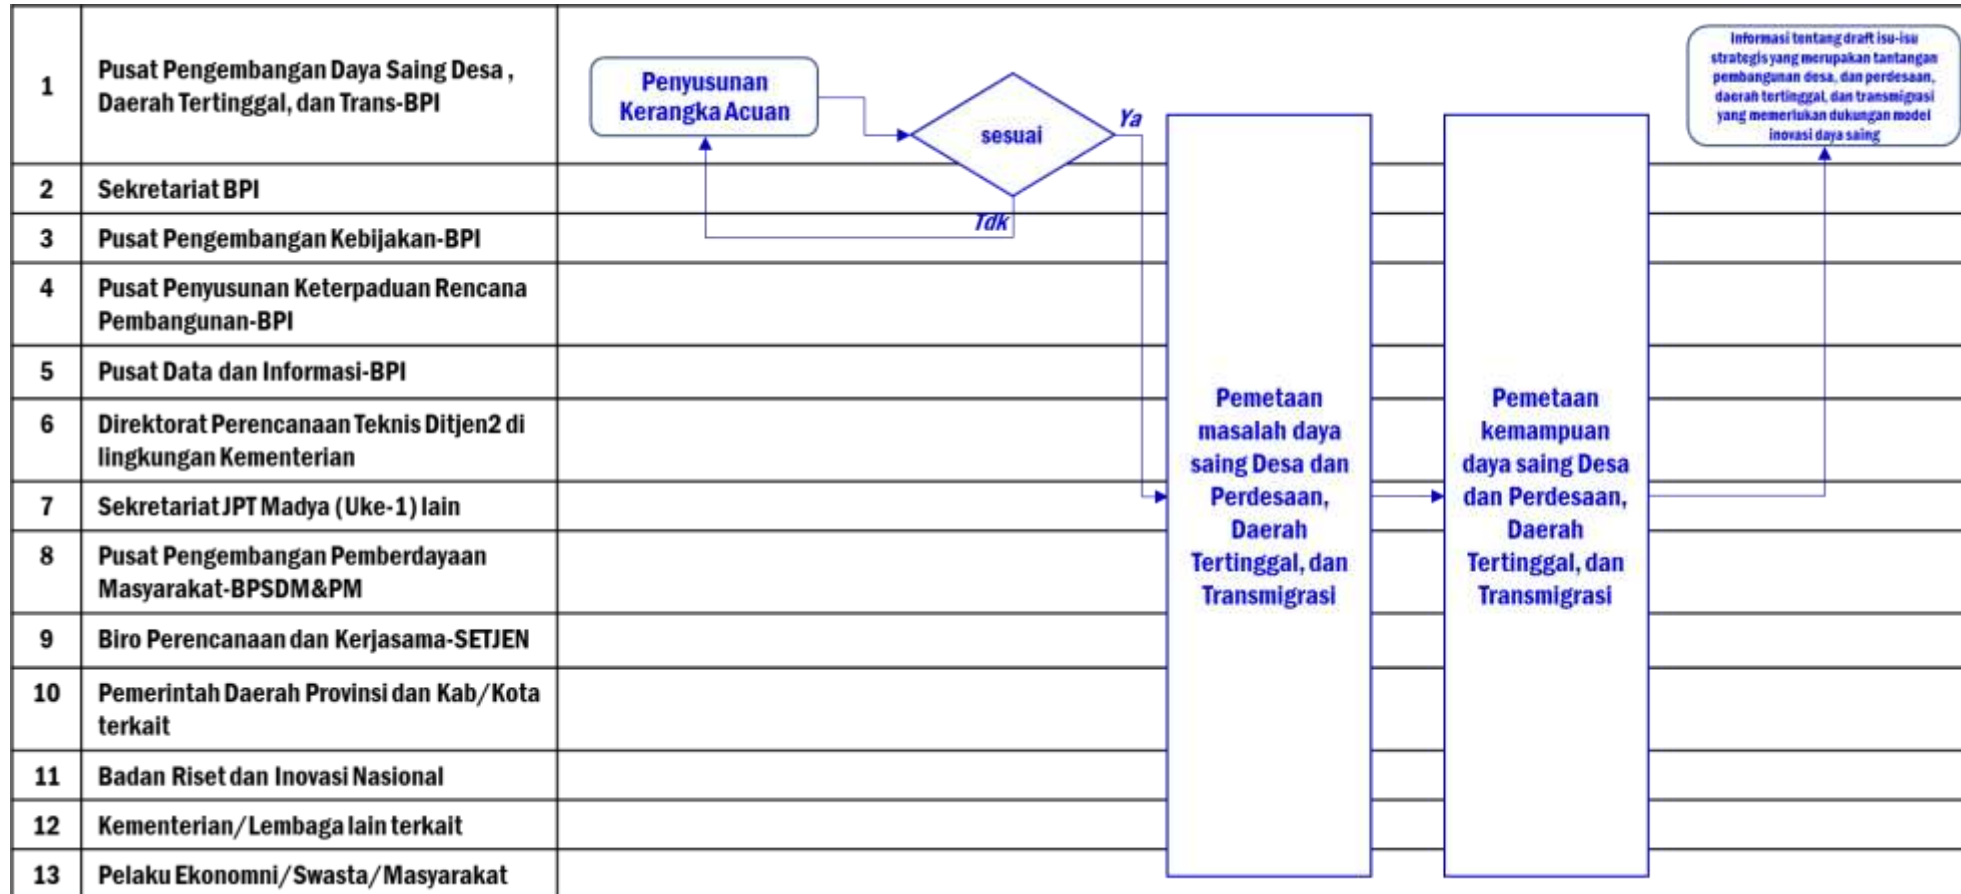 1
Pusat Pengembangan Daya Saing Desa ,
Daerah Tertinggal, dan Trans-BPI
Penyusunan
Kerangka Acuan
sesuai
Ya
Tdk
Informasi tentang draft isu-isu
strategis yang merupakan tantangan
pembangunan desa, dan perdesaan,
daerah tertinggal, dan transmigrasi
yang memerlukan dukungan model
inovasi daya saing
2
Sekretariat BPI
3
Pusat Pengembangan Kebijakan-BPI
4
Pusat Penyusunan Keterpaduan Rencana
Pembangunan-BPI
5
Pusat Data dan Informasi-BPI
6
Direktorat Perencanaan Teknis Ditjen2 di
lingkungan Kementerian
7
Sekretariat JPT Madya (Uke-1) lain
8
Pusat Pengembangan Pemberdayaan
Masyarakat-BPSDM&PM
9
Biro Perencanaan dan Kerjasama-SETJEN
10
Pemerintah Daerah Provinsi dan Kab/Kota
terkait
11
Badan Riset dan Inovasi Nasional
12
Kementerian/Lembaga lain terkait
13
Pelaku Ekonomni/Swasta/Masyarakat
Pemetaan
masalah daya
saing Desa dan
Perdesaan,
Daerah
Tertinggal, dan
Transmigrasi
Pemetaan
kemampuan
daya saing Desa
dan Perdesaan,
Daerah
Tertinggal, dan
Transmigrasi